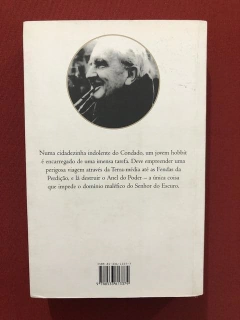 Numa cidadezinha indolente do Condado, um jovem hobbit
é encarregado de uma imensa tarefa. Deve empreender uma
perigosa viagem através da Terra-média até as Fendas da
Perdição, e lá destruir o Anel do Poder – a única coisa
que impede o domínio maléfico do Senhor do Escuro.